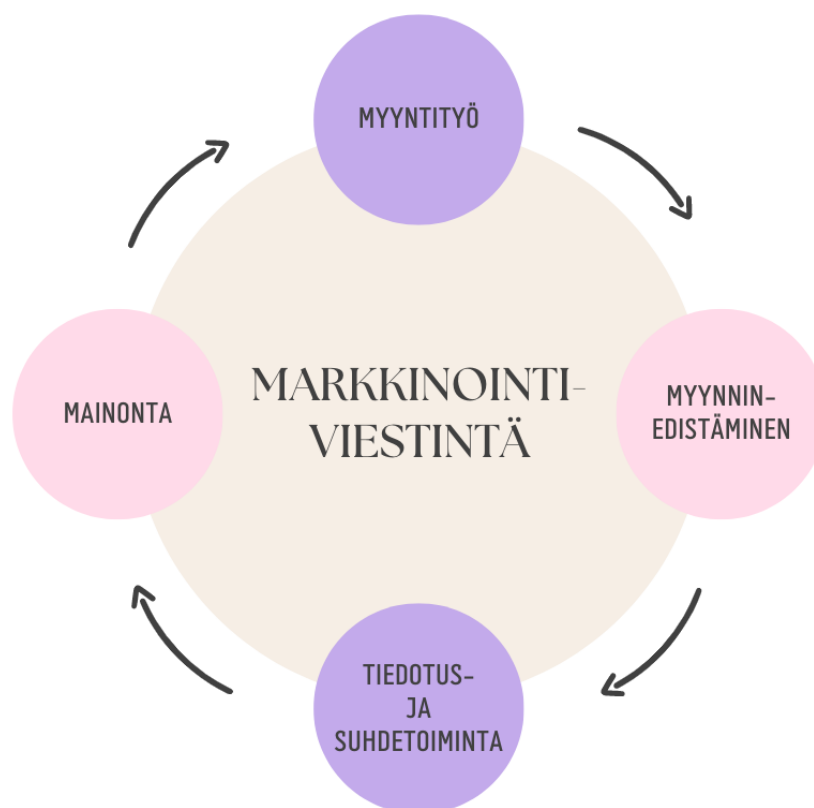 MYYNTITYÖ
MAINONTA
MARKKINOINTI-
VIESTINTÄ
MYYNNIN-
EDISTÄMINEN
TIEDOTUS-
JA
SUHDETOIMINTA